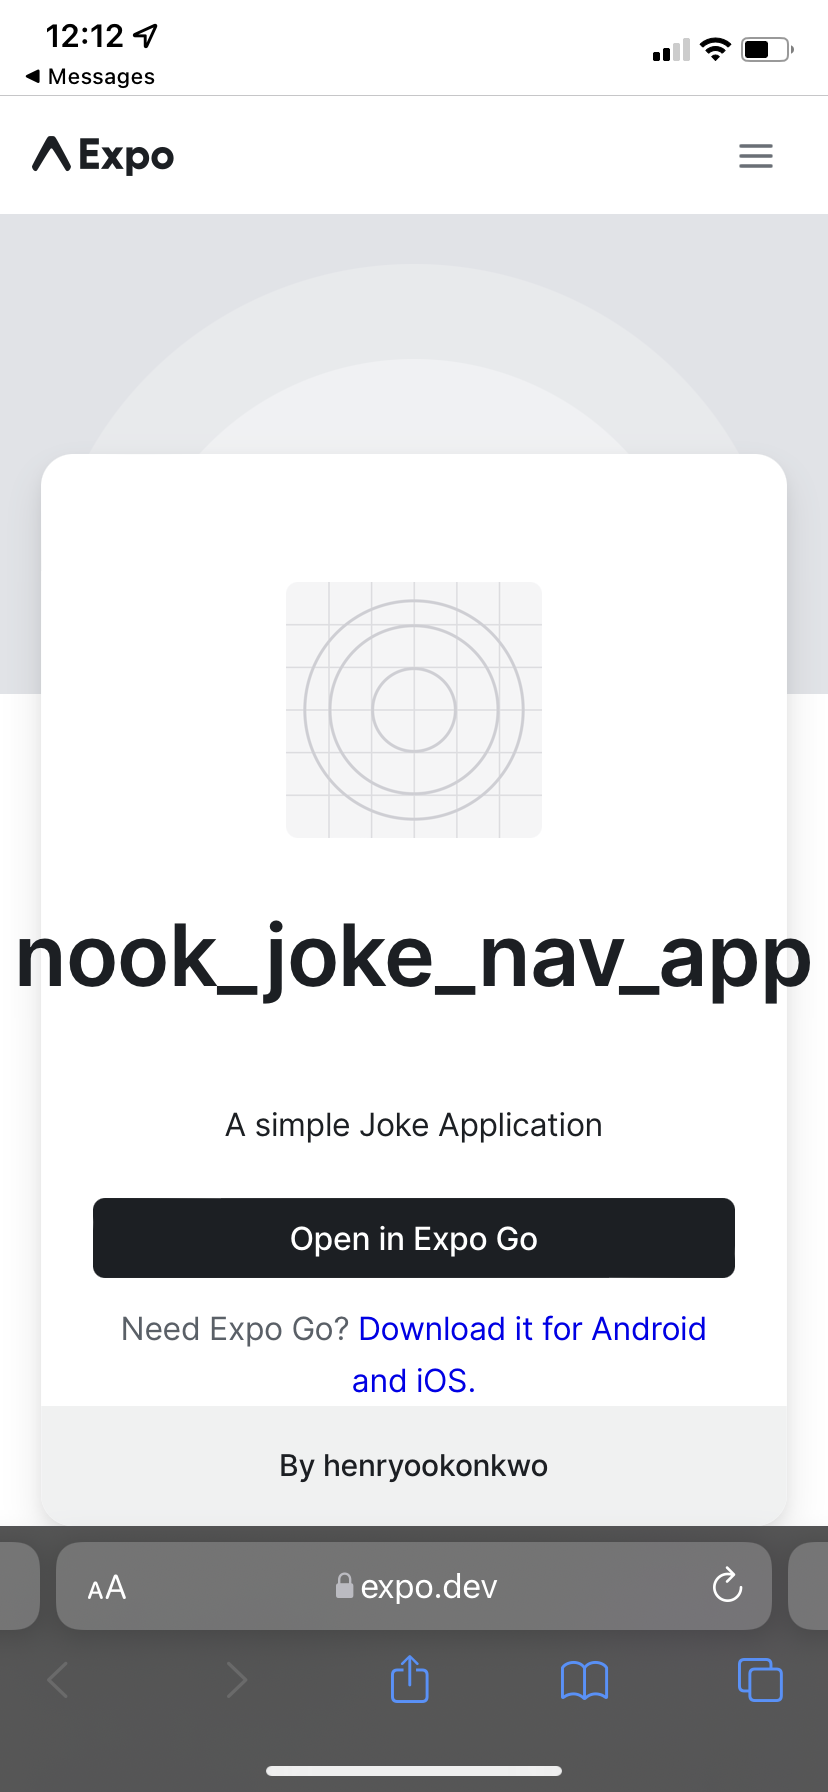 12:12
Messages
Expo
nook_joke_nav_app
A simple Joke Application
Open in Expo Go
Need Expo Go? Download it for Android
and iOS.
By henryookonkwo
AA
expo.dev